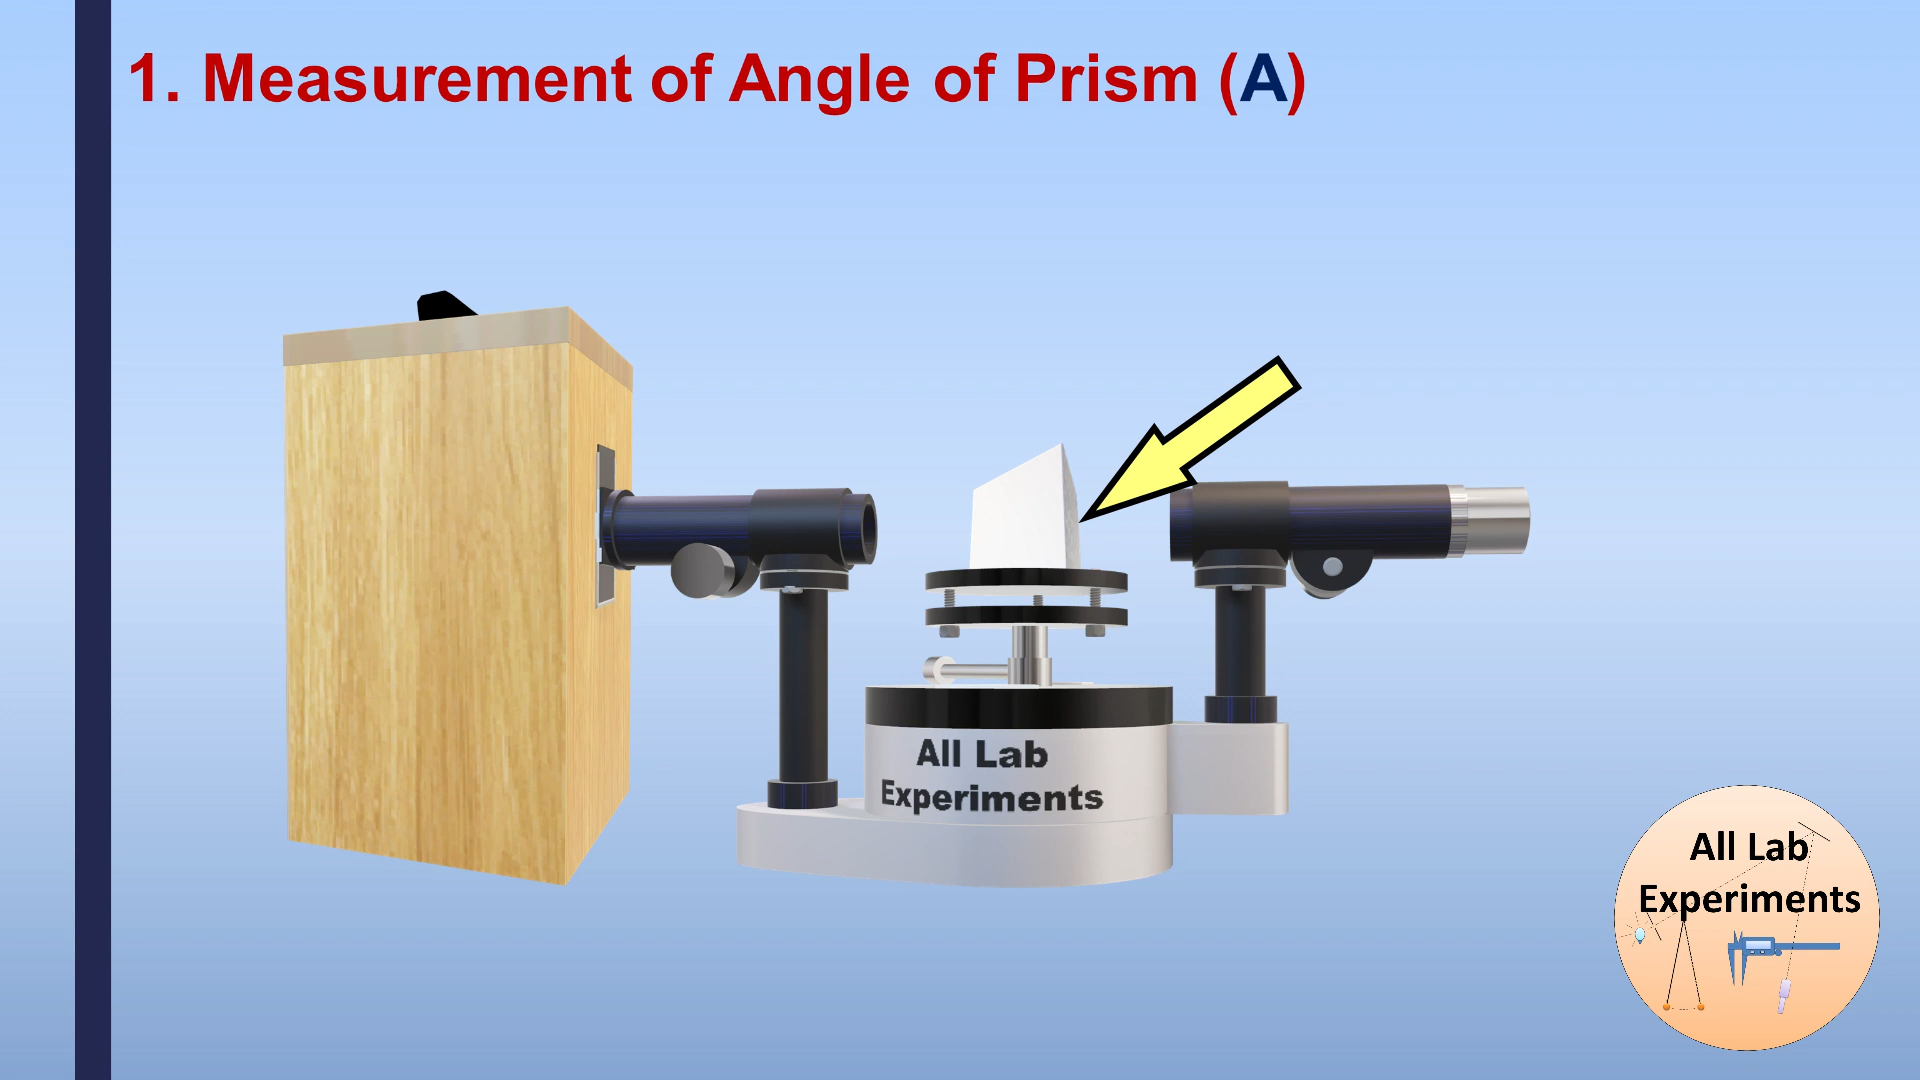 1. Measurement of Angle of Prism (A)
All Lab
Experiments
All Lab
Experiments